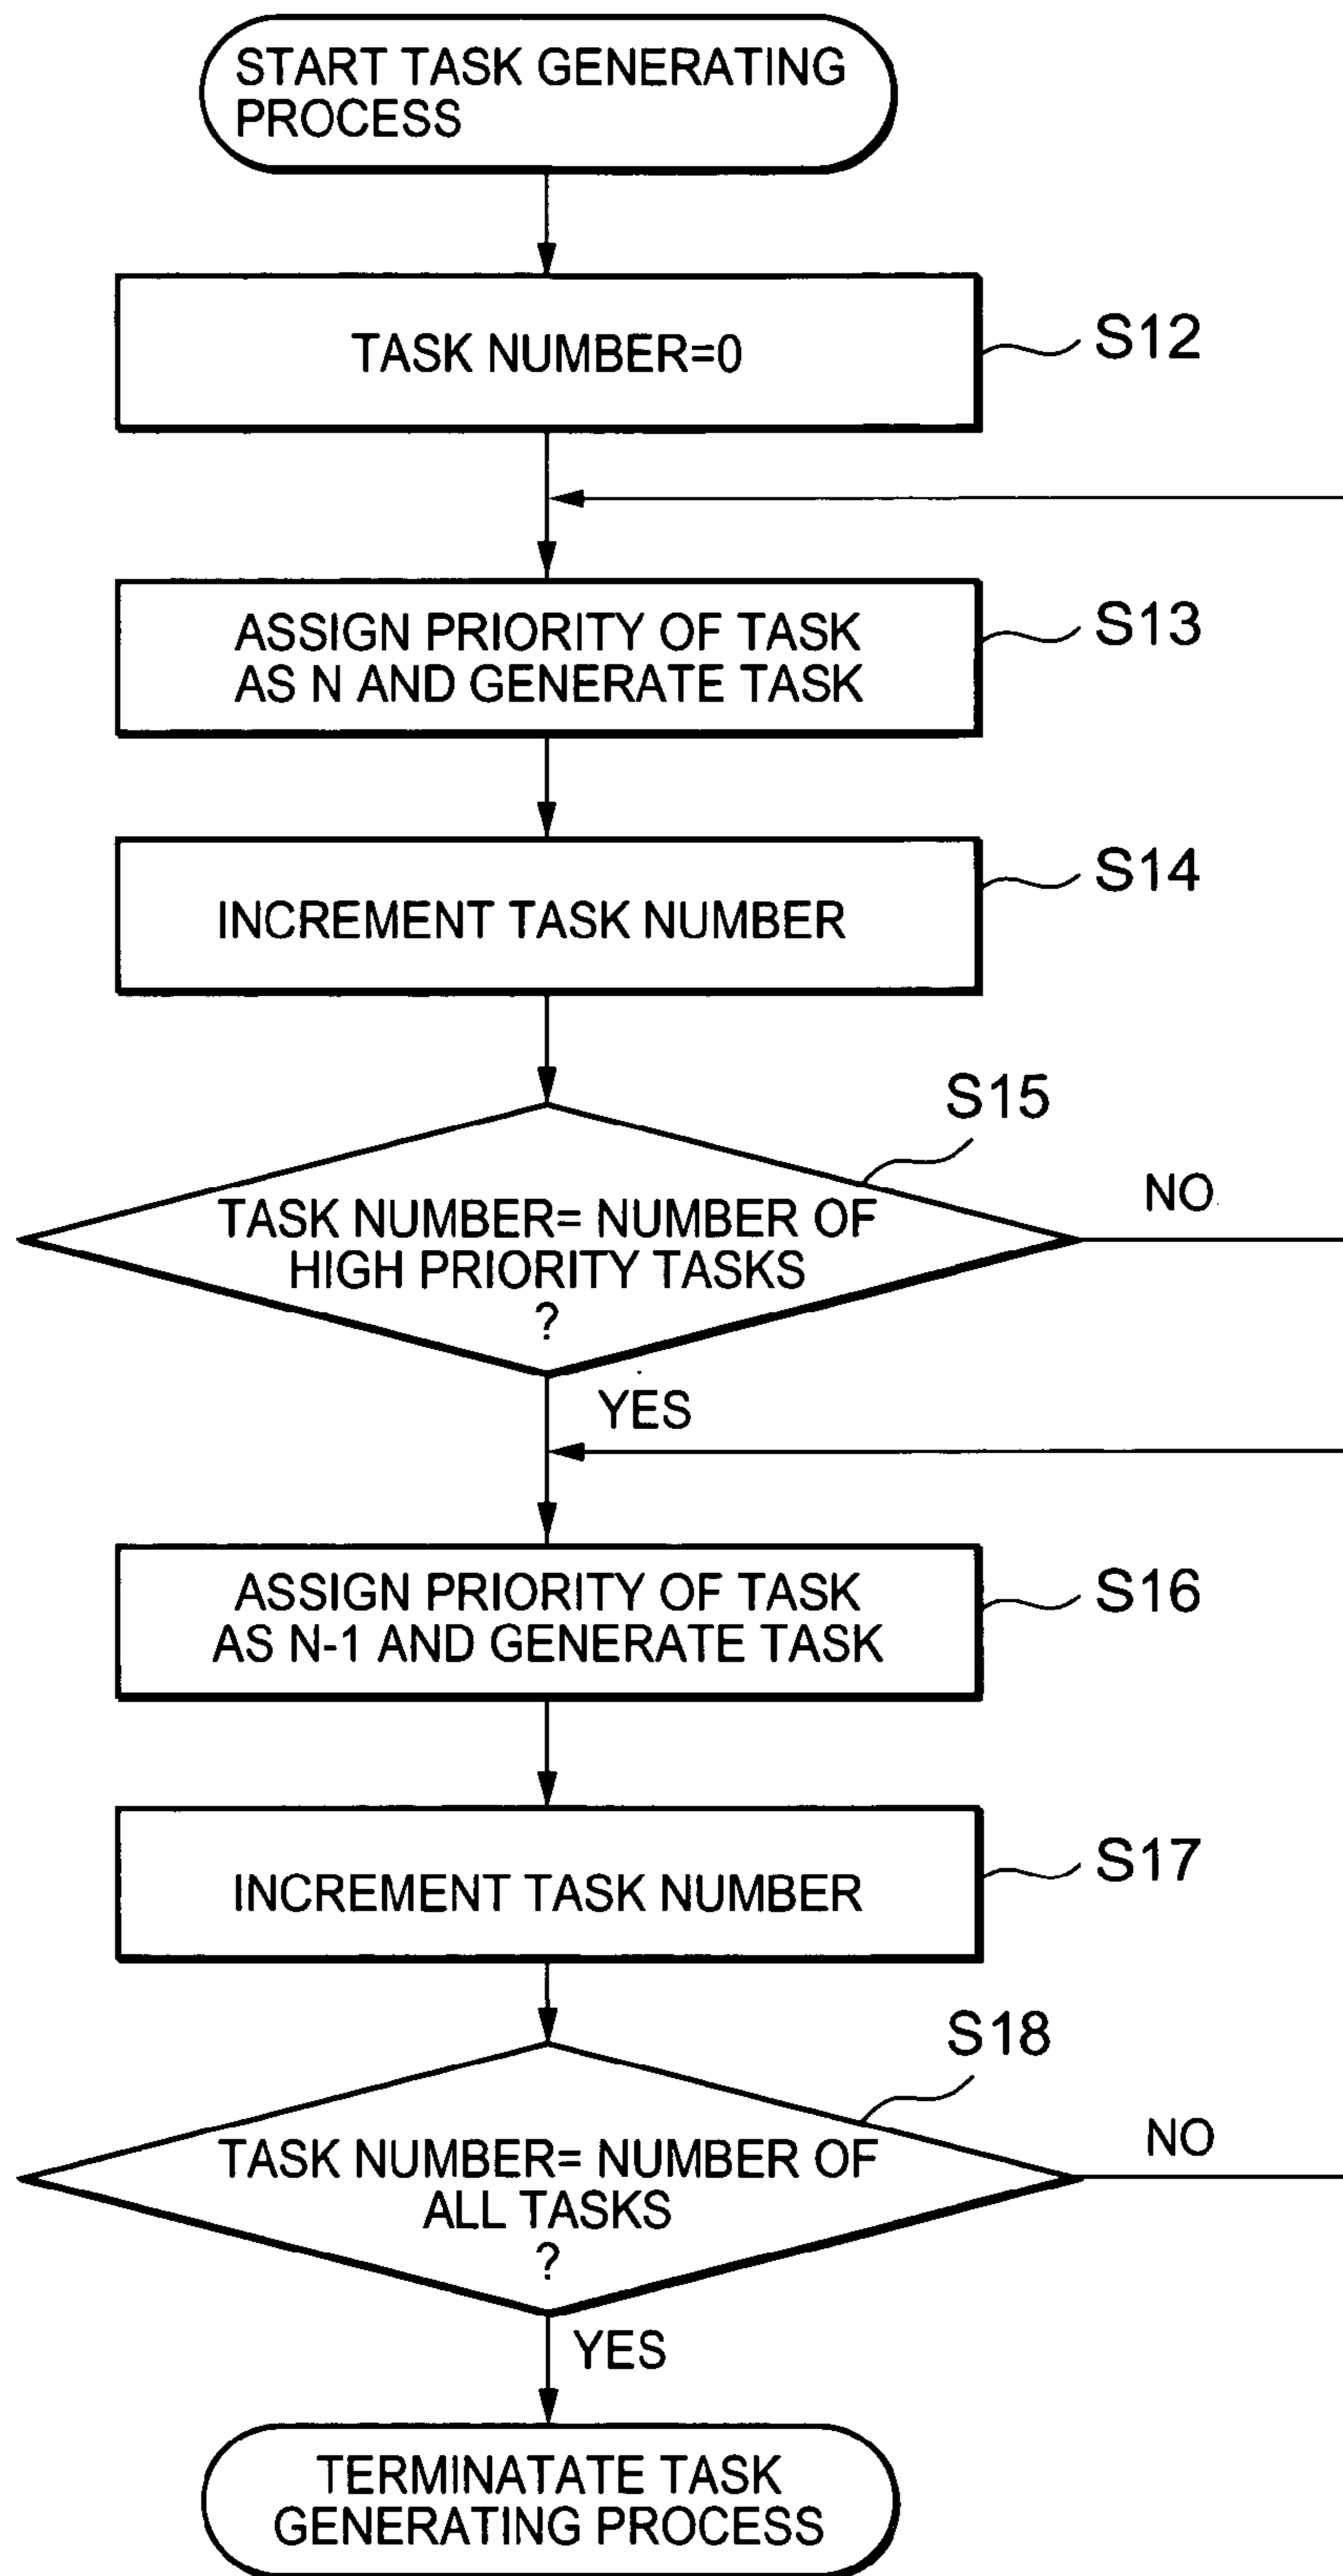 START TASK GENERATING
PROCESS
TASK NUMBER=0
S12
ASSIGN PRIORITY OF TASK
AS N AND GENERATE TASK
S13
INCREMENT TASK NUMBER
S14
S15
TASK NUMBER= NUMBER OF
HIGH PRIORITY TASKS
?
NO
YES
ASSIGN PRIORITY OF TASK
AS N-1 AND GENERATE TASK
S16
INCREMENT TASK NUMBER
S17
S18
TASK NUMBER= NUMBER OF
ALL TASKS
?
NO
YES
TERMINATATE TASK
GENERATING PROCESS